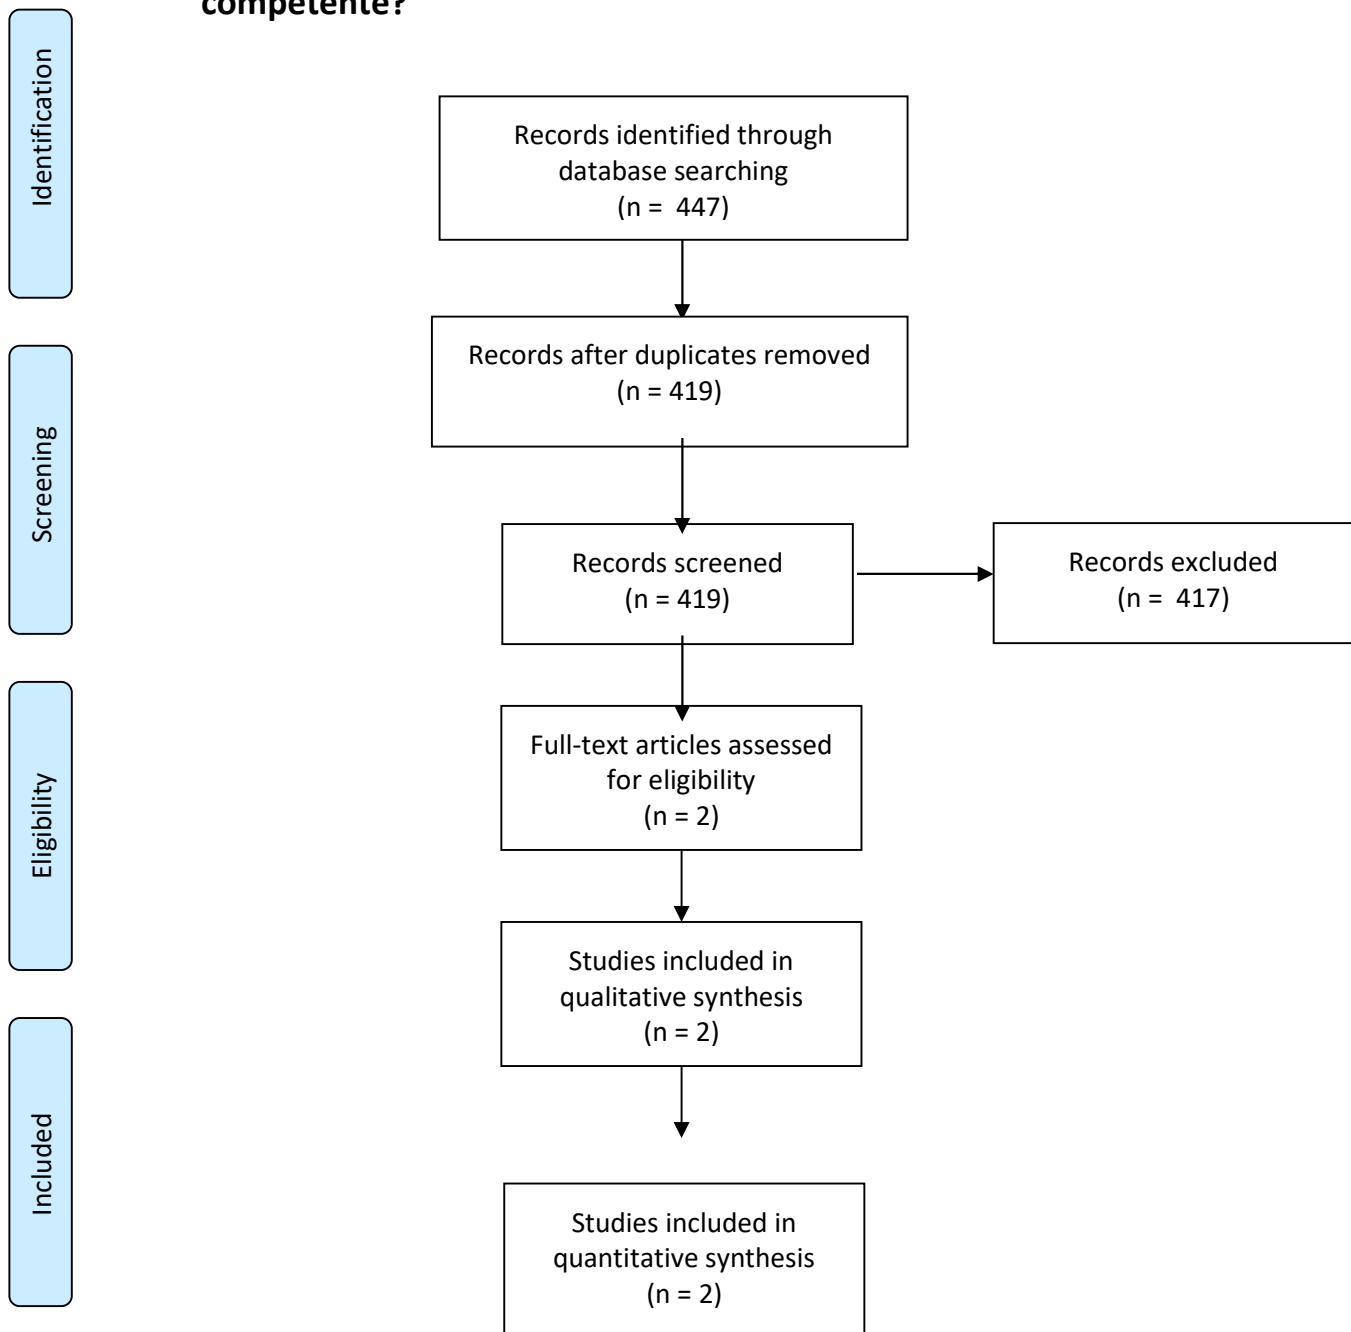 competente?
Identification
Records identified through
database searching
(n =  447)
Records after duplicates removed
(n = 419)
Screening
Records screened
(n = 419)
Records excluded
(n =  417)
Eligibility
Full-text articles assessed
for eligibility
(n = 2)
Studies included in
qualitative synthesis
(n = 2)
Included
Studies included in
quantitative synthesis
(n = 2)